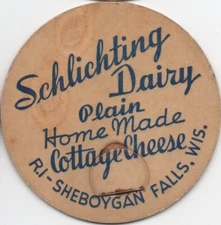 Schlichting
Dairy
Plain
Home Made
Cottage Cheese
R.1 - SHEBOYGAN FALLS, WIS.